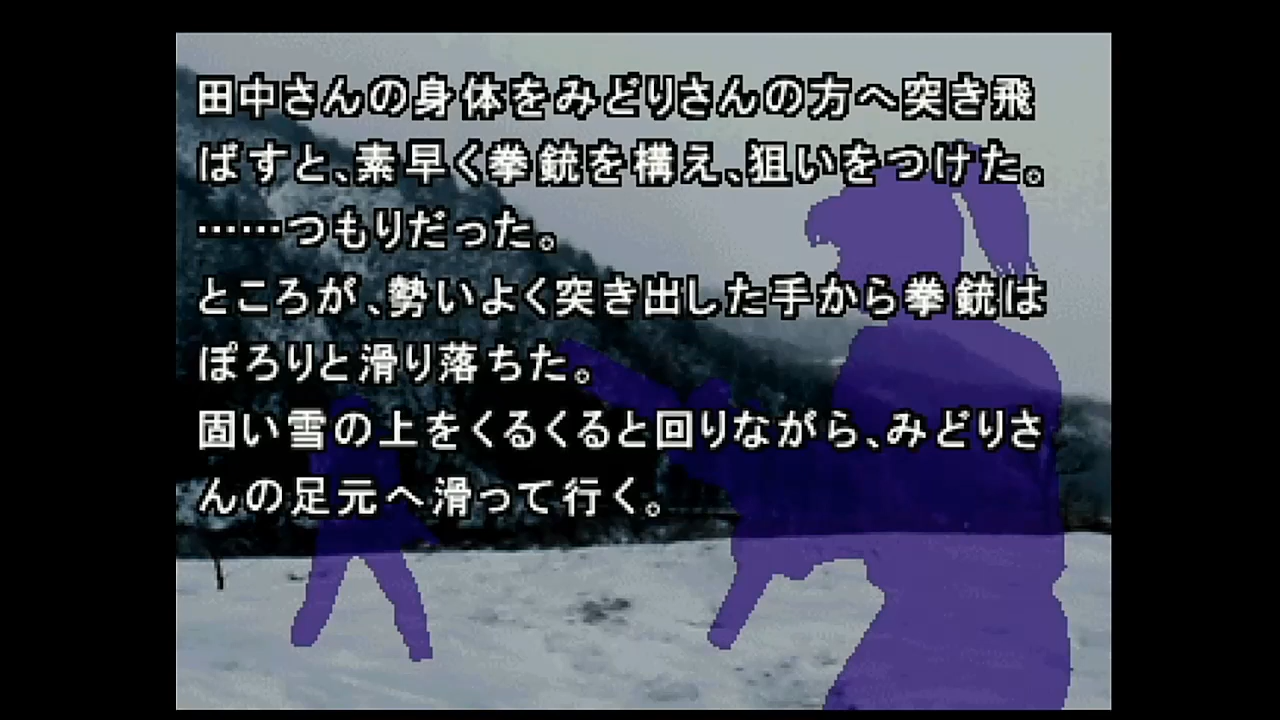 田中さんの身体をみどりさんの方へ突き飛
ばすと、素早く拳銃を構え、狙いをつけた。
……つもりだった。
ところが、勢いよく突き出した手から拳銃は
ぽろりと滑り落ちた。
固い雪の上をくるくると回りながら、みどりさ
んの足元へ滑って行く。